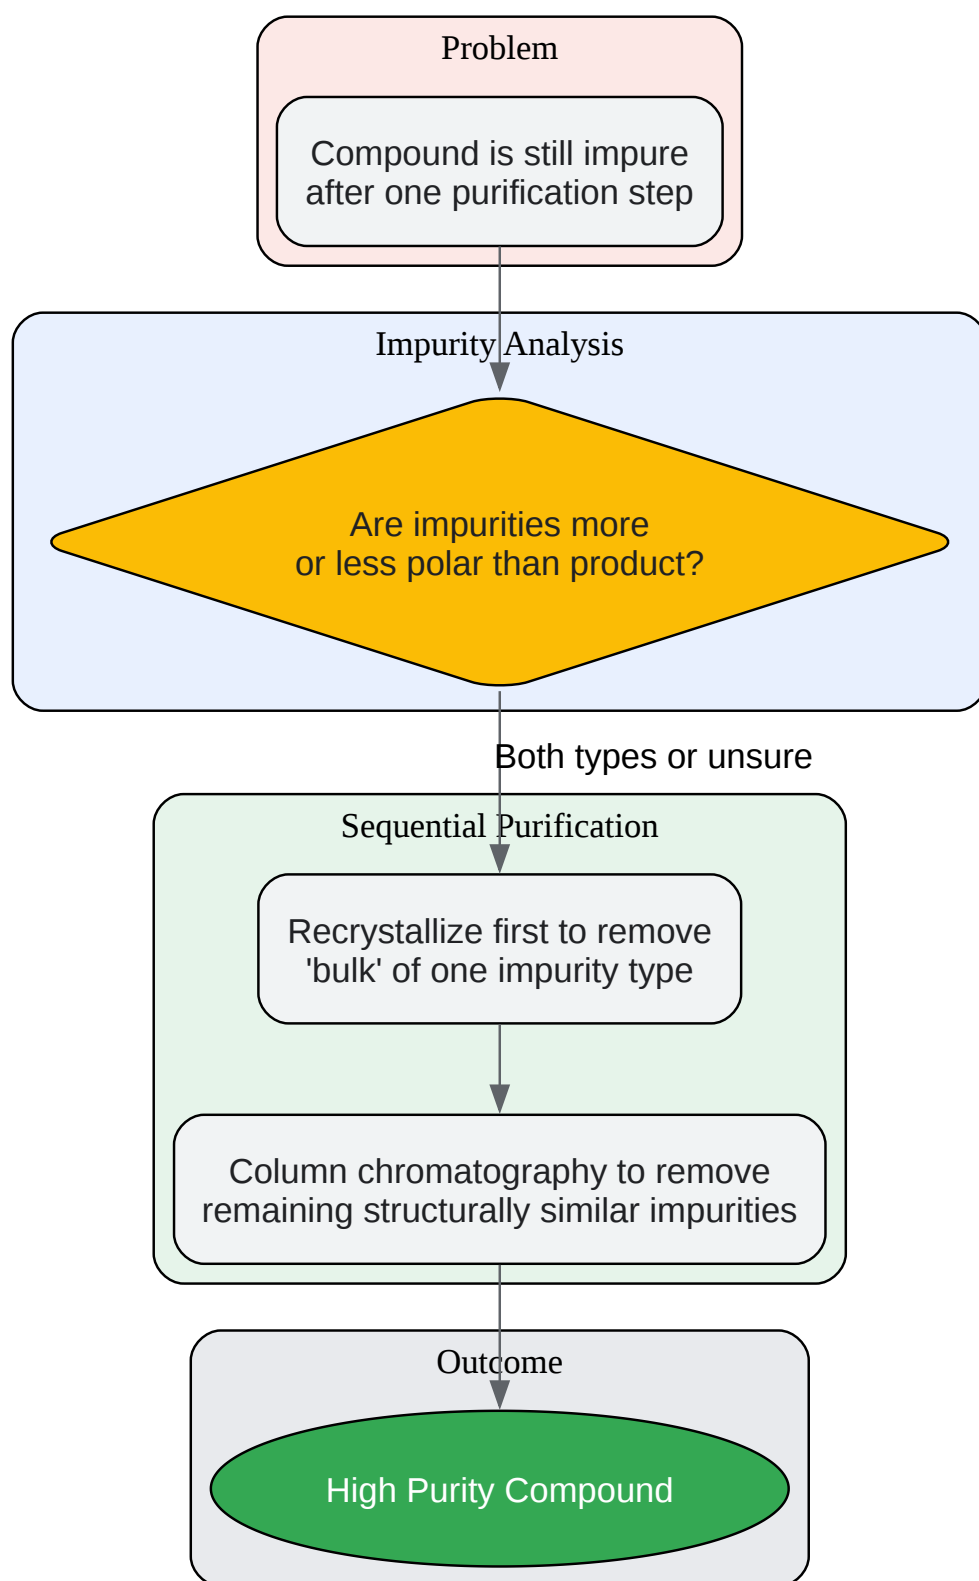 Problem
Compound is still impure
after one purification step
Impurity Analysis
Are impurities more
or less polar than product?
Both types or unsure
Sequential Purification
Recrystallize first to remove
'bulk' of one impurity type
Column chromatography to remove
remaining structurally similar impurities
Outcome
High Purity Compound